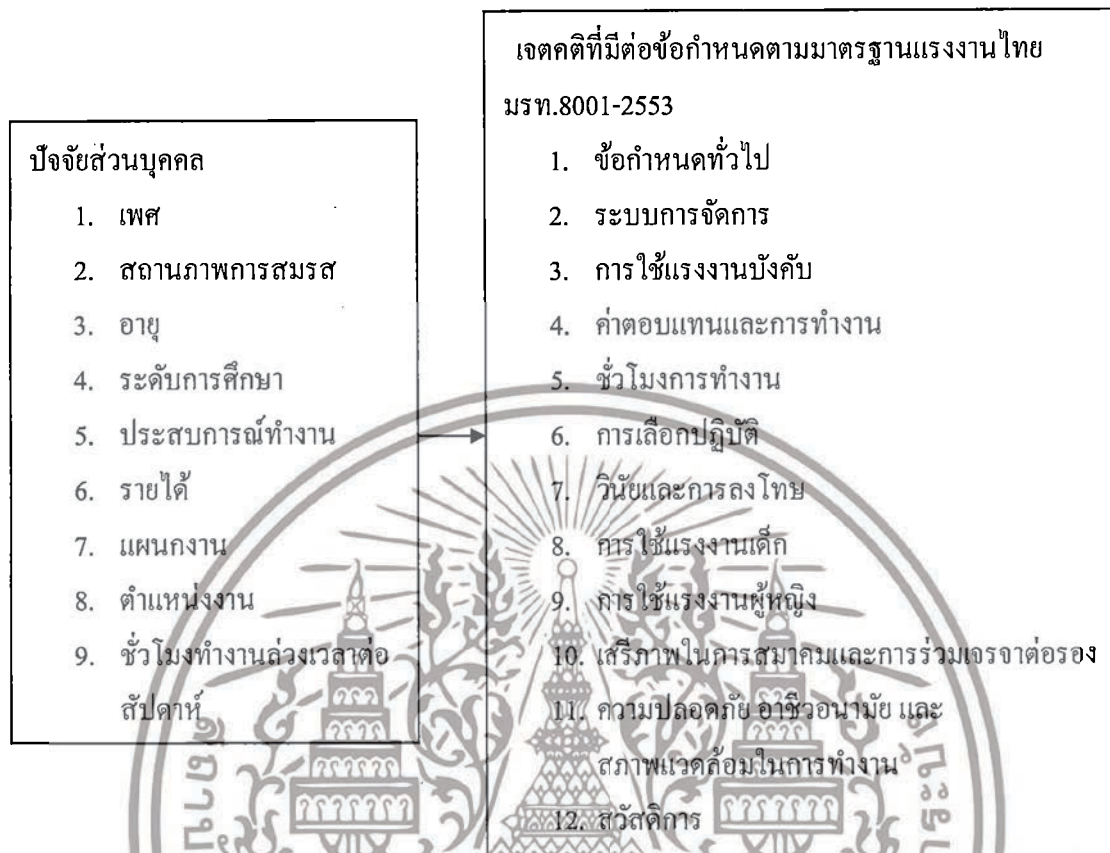 ปัจจัยส่วนบุคคล
1. เพศ
2. สถานภาพการสมรส
3. อายุ
4. ระดับการศึกษา
5. ประสบการณ์ทำงาน
6. รายได้
7. แผนกงาน
8. ตำแหน่งงาน
9. ชั่วโมงทำงานล่วงเวลาต่อ
สัปดาห์
เจตคติที่มีต่อข้อกำหนดตามมาตรฐานแรงงานไทย
มรท.8001-2553
1. ข้อกำหนดทั่วไป
2. ระบบการจัดการ
3. การใช้แรงงานบังคับ
4. ค่าตอบแทนและการทำงาน
5. ชั่วโมงการทำงาน
6. การเลือกปฏิบัติ
7. วินัยและการลงโทษ
8. การใช้แรงงานเด็ก
9. การใช้แรงงานผู้หญิง
10. เสรีภาพในการสมาคมและการร่วมเจรจาต่อรอง
11. ความปลอดภัย อาชีวอนามัย และ
สภาพแวดล้อมในการทำงาน
12. สวัสดิการ